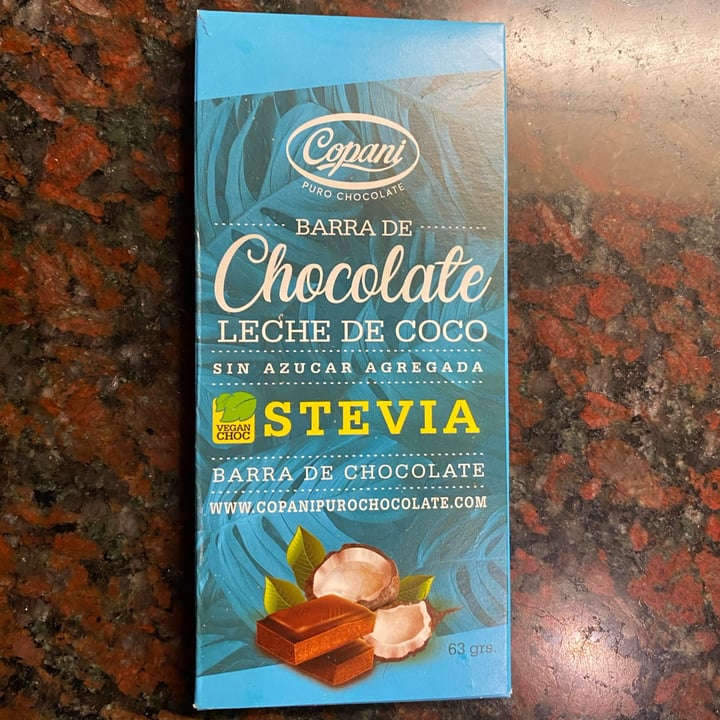 Copani
PURO CHOCOLATE
BARRA DE
Chocolate
LECHE DE COCO
SIN AZUCAR AGREGADA
VEGAN
CHOC
STEVIA
BARRA DE CHOCOLATE
WWW.COPANIPUROCHOCOLATE.COM
63 grs.